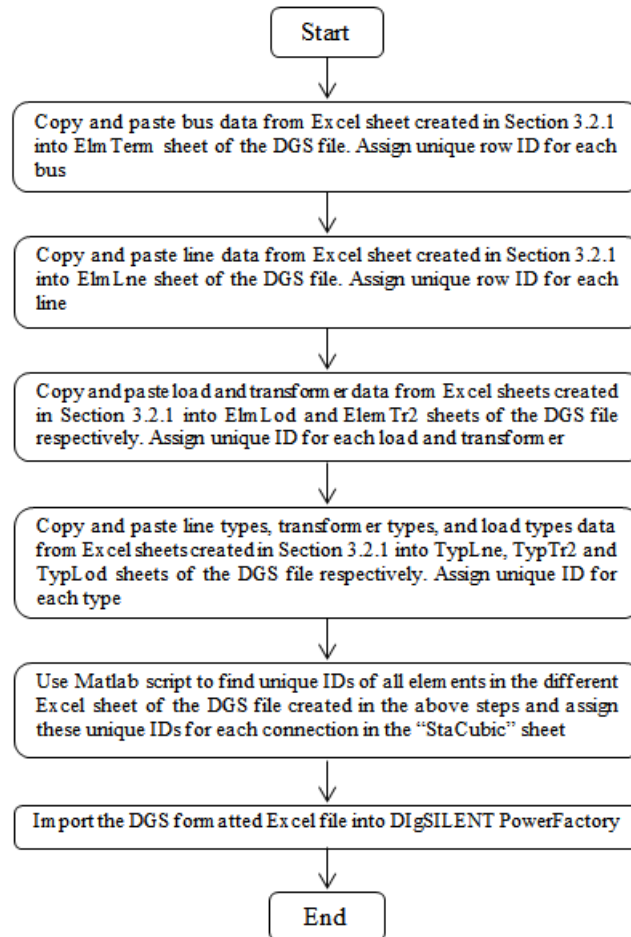 Start
Copy and paste bus data from Excel sheet created in Section 3.2.1
into ElmTerm sheet of the DGS file. Assign unique row ID for each
bus
Copy and paste line data from Excel sheet created in Section 3.2.1
into ElmLne sheet of the DGS file. Assign unique row ID for each
line
Copy and paste load and transformer data from Excel sheets created
in Section 3.2.1 into ElmLod and ElemTr2 sheets of the DGS file
respectively. Assign unique ID for each load and transformer
Copy and paste line types, transformer types, and load types data
from Excel sheets created in Section 3.2.1 into TypLne, TypTr2 and
TypLod sheets of the DGS file respectively. Assign unique ID for
each type
Use Matlab script to find unique IDs of all elements in the different
Excel sheet of the DGS file created in the above steps and assign
these unique IDs for each connection in the “StaCubic” sheet
Import the DGS formatted Excel file into DIgSILENT PowerFactory
End